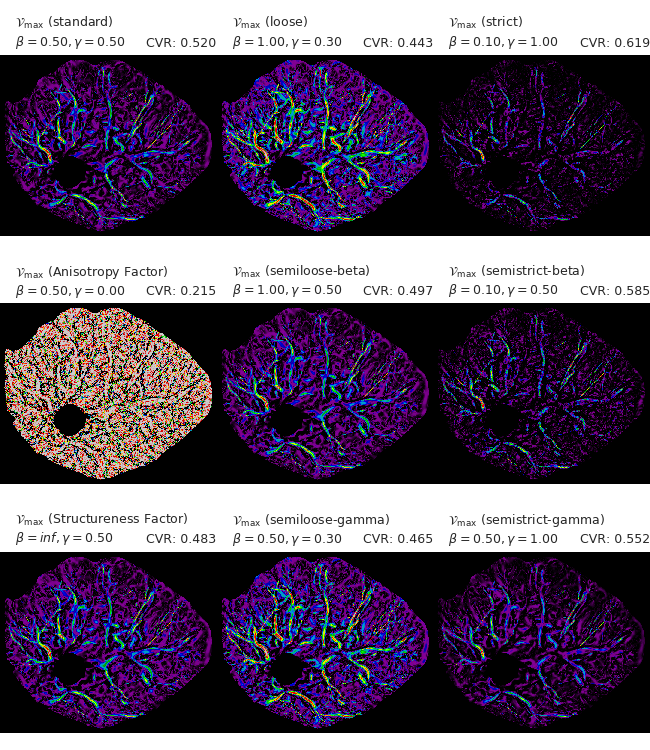 𝒱max (standard)
β = 0.50, γ = 0.50 CVR: 0.520
𝒱max (loose)
β = 1.00, γ = 0.30 CVR: 0.443
𝒱max (strict)
β = 0.10, γ = 1.00 CVR: 0.619
𝒱max (Anisotropy Factor)
β = 0.50, γ = 0.00 CVR: 0.215
𝒱max (semiloose-beta)
β = 1.00, γ = 0.50 CVR: 0.497
𝒱max (semistrict-beta)
β = 0.10, γ = 0.50 CVR: 0.585
𝒱max (Structureness Factor)
β = inf, γ = 0.50 CVR: 0.483
𝒱max (semiloose-gamma)
β = 0.50, γ = 0.30 CVR: 0.465
𝒱max (semistrict-gamma)
β = 0.50, γ = 1.00 CVR: 0.552